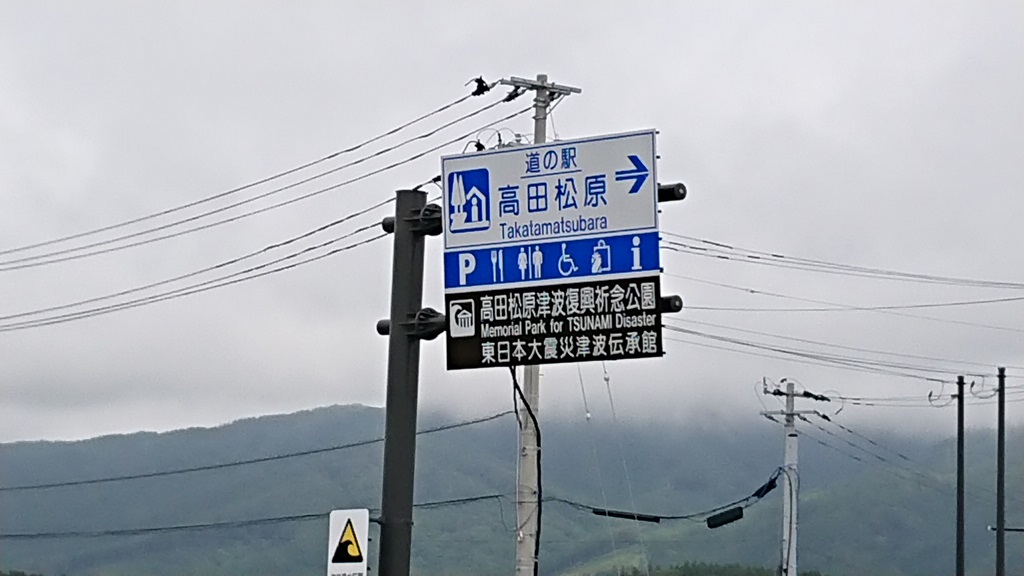 道の駅
高田松原
Takatamatsubara
P
i
高田松原津波復興祈念公園
Memorial Park for TSUNAMI Disaster
東日本大震災津波伝承館